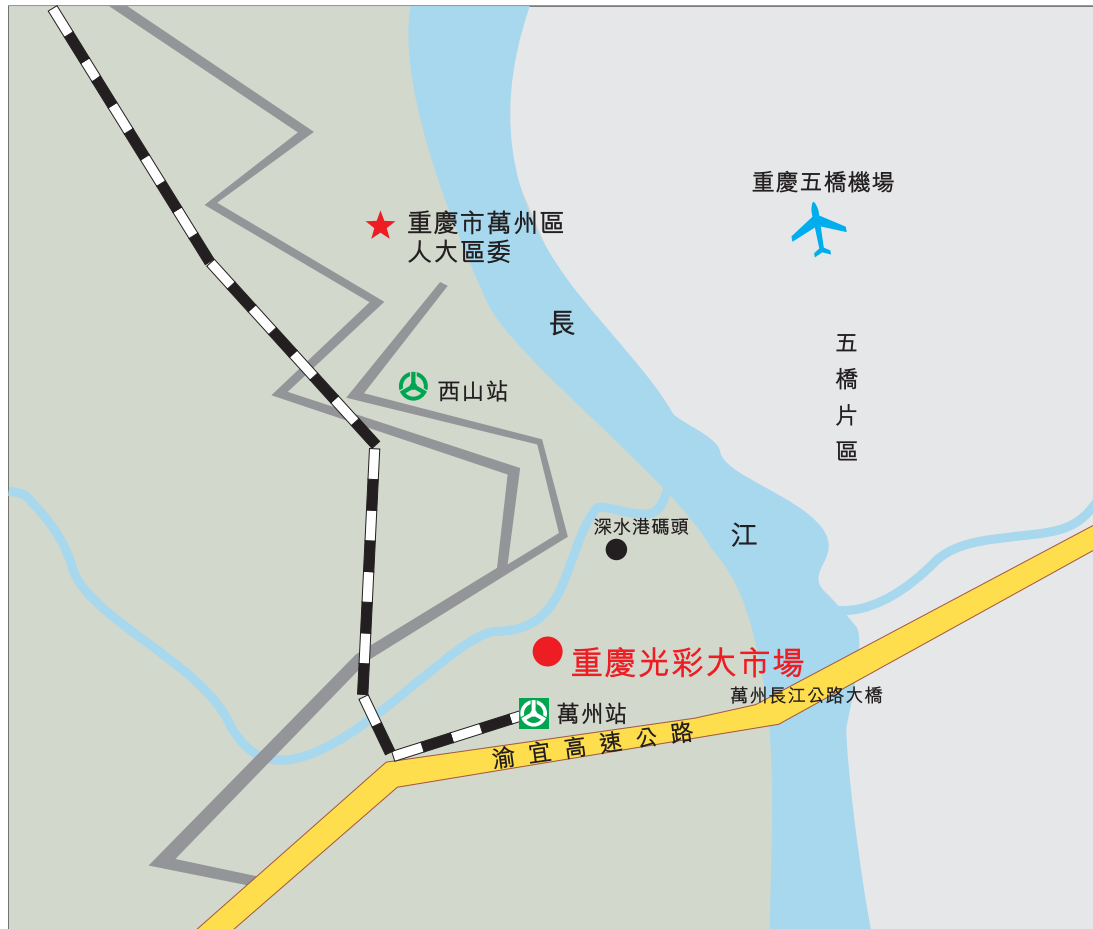 重慶五橋機場
重慶市萬州區
人大區委
長江
五橋片區
西山站
深水港碼頭
重慶光彩大市場
萬州長江公路大橋
萬州站
渝宜高速公路